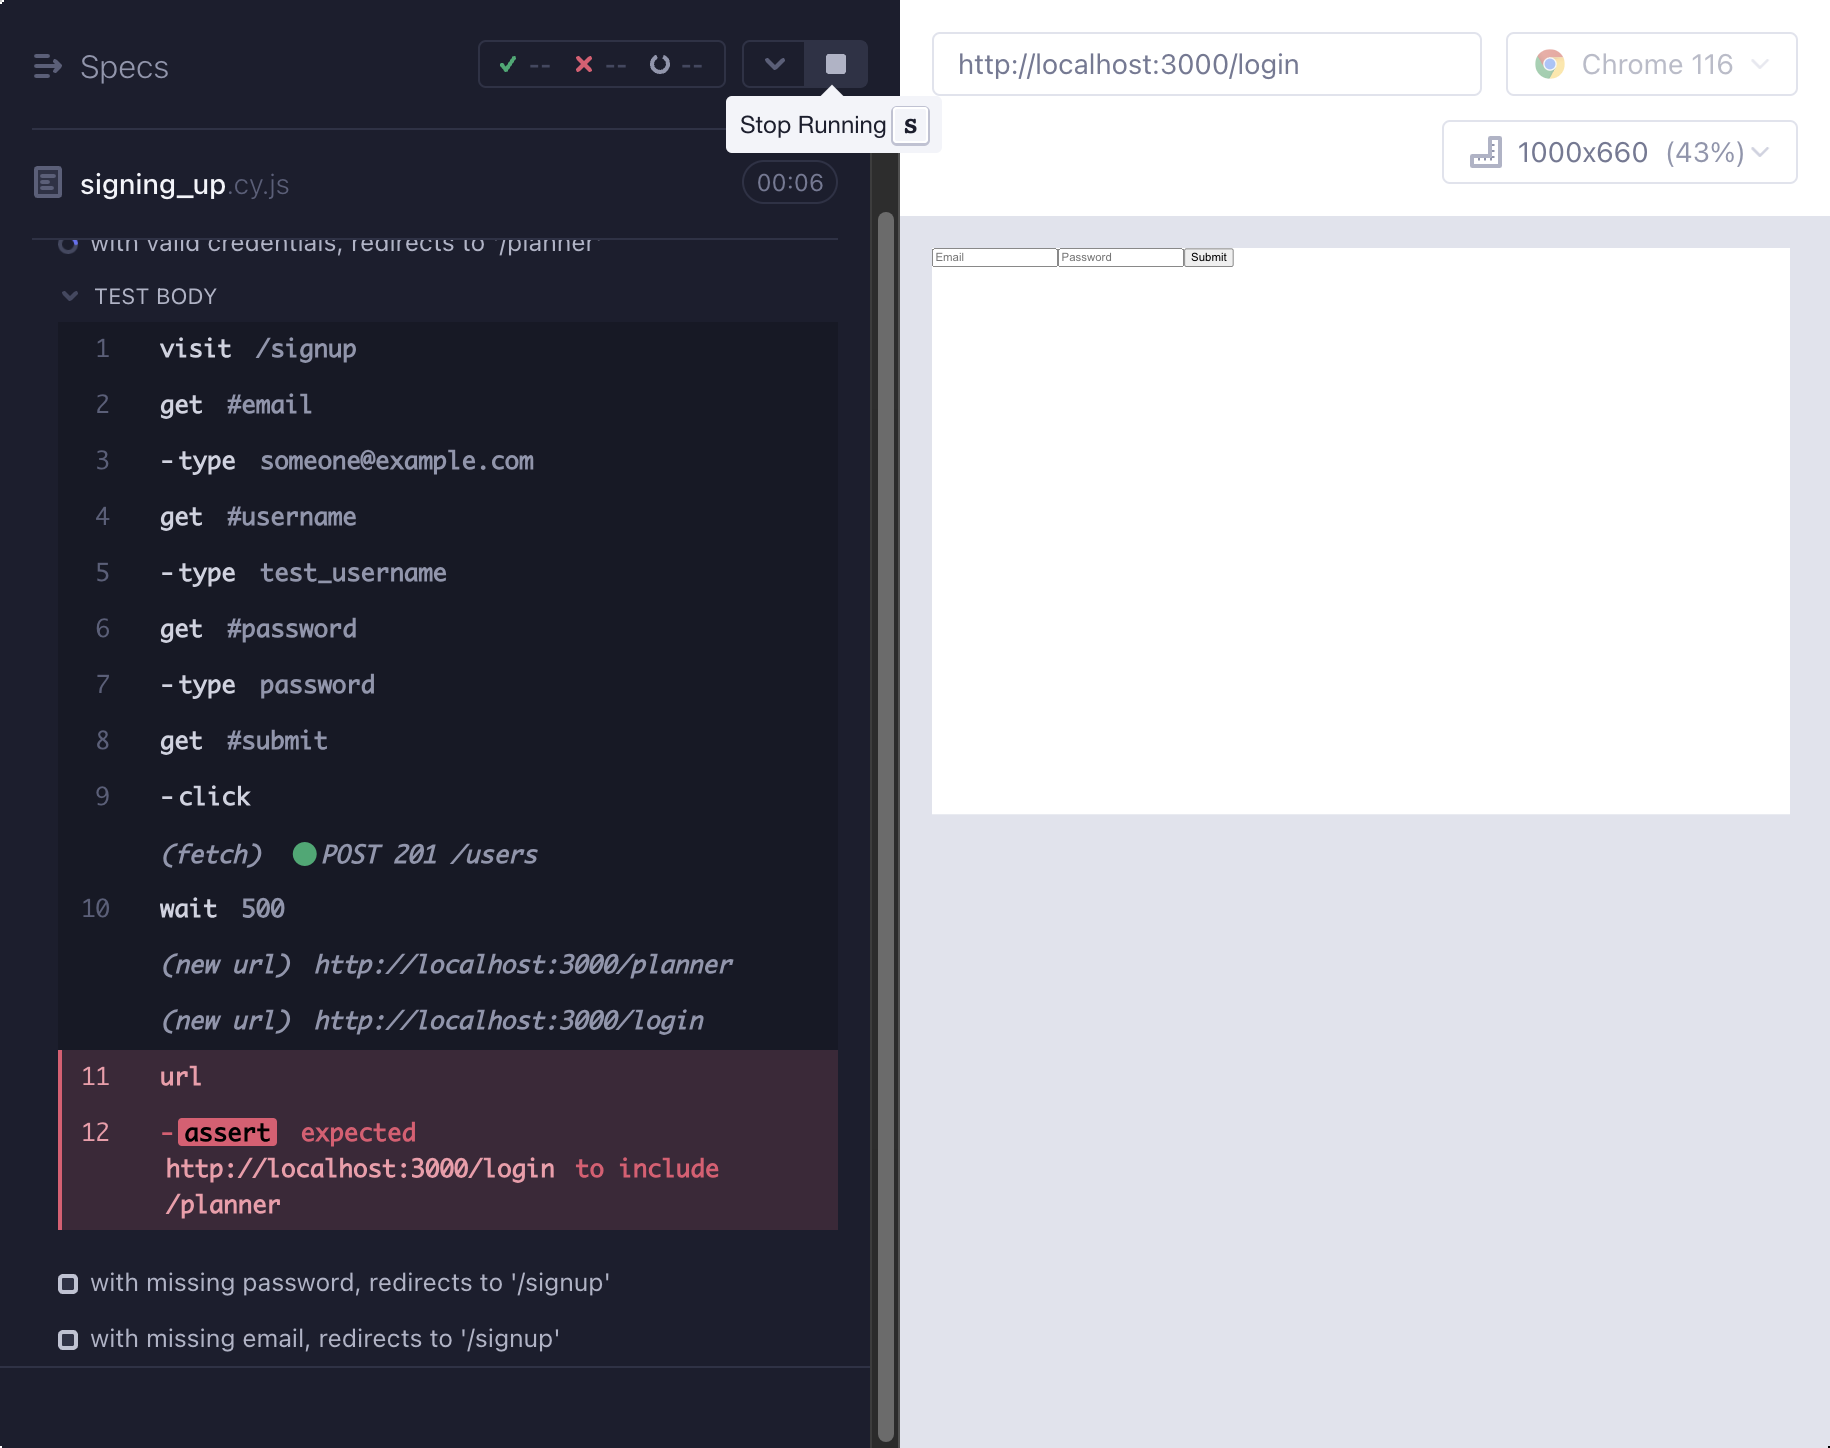 Specs
-- -- --
Stop Running S
signing_up.cy.js
00:06
with valid credentials, redirects to '/planner'
TEST BODY
1 visit /signup
2 get #email
3 -type someone@example.com
4 get #username
5 -type test_username
6 get #password
7 -type password
8 get #submit
9 -click
(fetch) POST 201 /users
10 wait 500
(new url) http://localhost:3000/planner
(new url) http://localhost:3000/login
11 url
12 -assert expected
http://localhost:3000/login to include
/planner
with missing password, redirects to '/signup'
with missing email, redirects to '/signup'
http://localhost:3000/login
Chrome 116
1000x660 (43%)
Email Password Submit